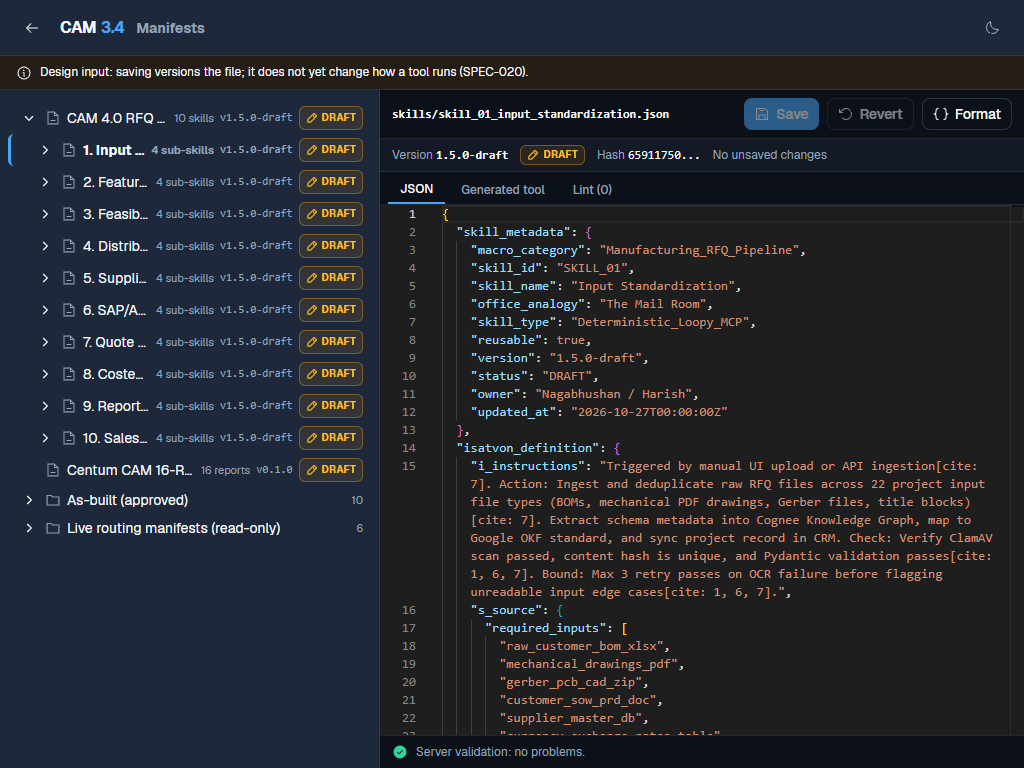 CAM 3.4 Manifests
Design input: saving versions the file; it does not yet change how a tool runs (SPEC-020).
CAM 4.0 RFQ ... 10 skills v1.5.0-draft DRAFT
1. Input ... 4 sub-skills v1.5.0-draft DRAFT
2. Featur... 4 sub-skills v1.5.0-draft DRAFT
3. Feasib... 4 sub-skills v1.5.0-draft DRAFT
4. Distrib... 4 sub-skills v1.5.0-draft DRAFT
5. Suppli... 4 sub-skills v1.5.0-draft DRAFT
6. SAP/A... 4 sub-skills v1.5.0-draft DRAFT
7. Quote ... 4 sub-skills v1.5.0-draft DRAFT
8. Coste... 4 sub-skills v1.5.0-draft DRAFT
9. Report... 4 sub-skills v1.5.0-draft DRAFT
10. Sales... 4 sub-skills v1.5.0-draft DRAFT
Centum CAM 16-R... 16 reports v0.1.0 DRAFT
As-built (approved) 10
Live routing manifests (read-only) 6
skills/skill_01_input_standardization.json Save Revert {} Format
Version 1.5.0-draft DRAFT Hash 65911750... No unsaved changes
JSON Generated tool Lint (0)
1 {
2 "skill_metadata": {
3 "macro_category": "Manufacturing_RFQ_Pipeline",
4 "skill_id": "SKILL_01",
5 "skill_name": "Input Standardization",
6 "office_analogy": "The Mail Room",
7 "skill_type": "Deterministic_Loopy_MCP",
8 "reusable": true,
9 "version": "1.5.0-draft",
10 "status": "DRAFT",
11 "owner": "Nagabhushan / Harish",
12 "updated_at": "2026-10-27T00:00:00Z"
13 },
14 "isatvon_definition": {
15 "i_instructions": "Triggered by manual UI upload or API ingestion[cite:
7]. Action: Ingest and deduplicate raw RFQ files across 22 project input
file types (BOMs, mechanical PDF drawings, Gerber files, title blocks)
[cite: 7]. Extract schema metadata into Cognee Knowledge Graph, map to
Google OKF standard, and sync project record in CRM. Check: Verify ClamAV
scan passed, content hash is unique, and Pydantic validation passes[cite:
1, 6, 7]. Bound: Max 3 retry passes on OCR failure before flagging
unreadable input edge cases[cite: 1, 6, 7].",
16 "s_source": {
17 "required_inputs": [
18 "raw_customer_bom_xlsx",
19 "mechanical_drawings_pdf",
20 "gerber_pcb_cad_zip",
21 "customer_sow_prd_doc",
22 "supplier_master_db",
23 "currency_exchange_rates_table"
Server validation: no problems.